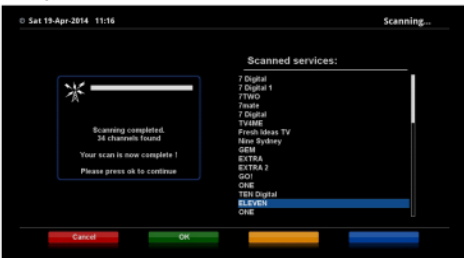 Sat 19-Apr-2014 11:16
Scanning...
Scanned services:
Scanning completed.
34 channels found
Your scan is now complete !
Please press ok to continue
7 Digital
7 Digital 1
7TWO
7mate
7 Digital
TV4ME
Fresh Ideas TV
Nine Sydney
GEM
EXTRA
EXTRA 2
GO!
ONE
TEN Digital
ELEVEN
ONE
Cancel
OK